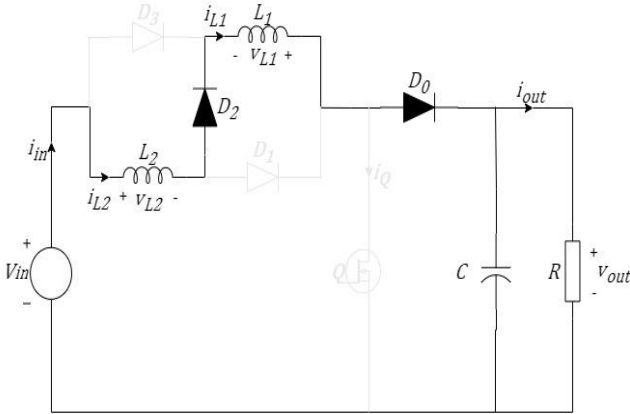 D3
iL1
L1
- vL1 +
D0
iout
D2
iin
L2
D1
iL2 + vL2 -
iQ
+
Vin
-
Q
C
R
+
vout
-